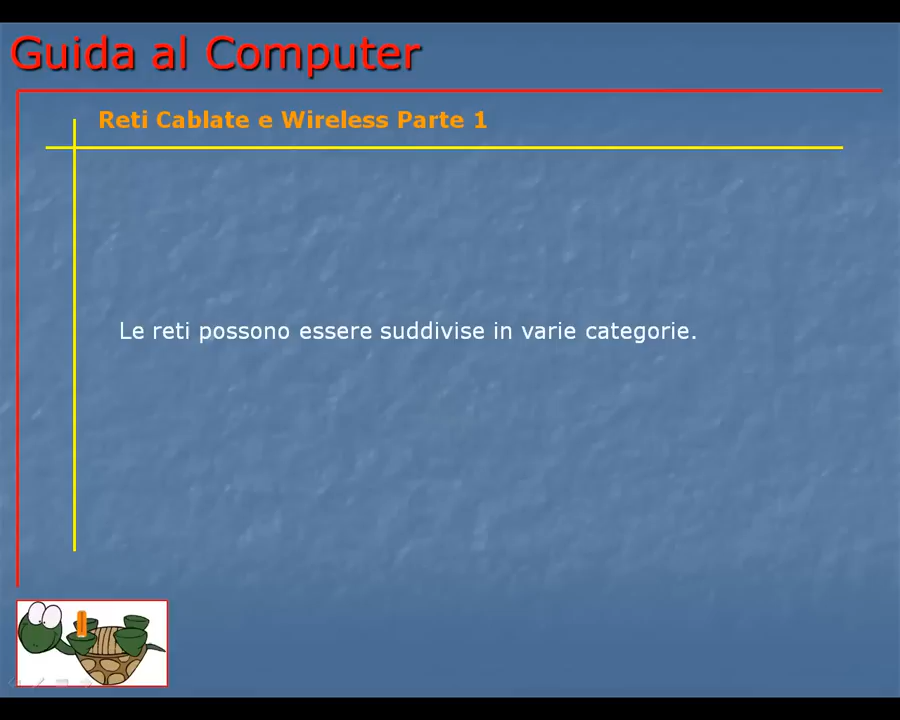 Guida al Computer
Reti Cablate e Wireless Parte 1
Le reti possono essere suddivise in varie categorie.